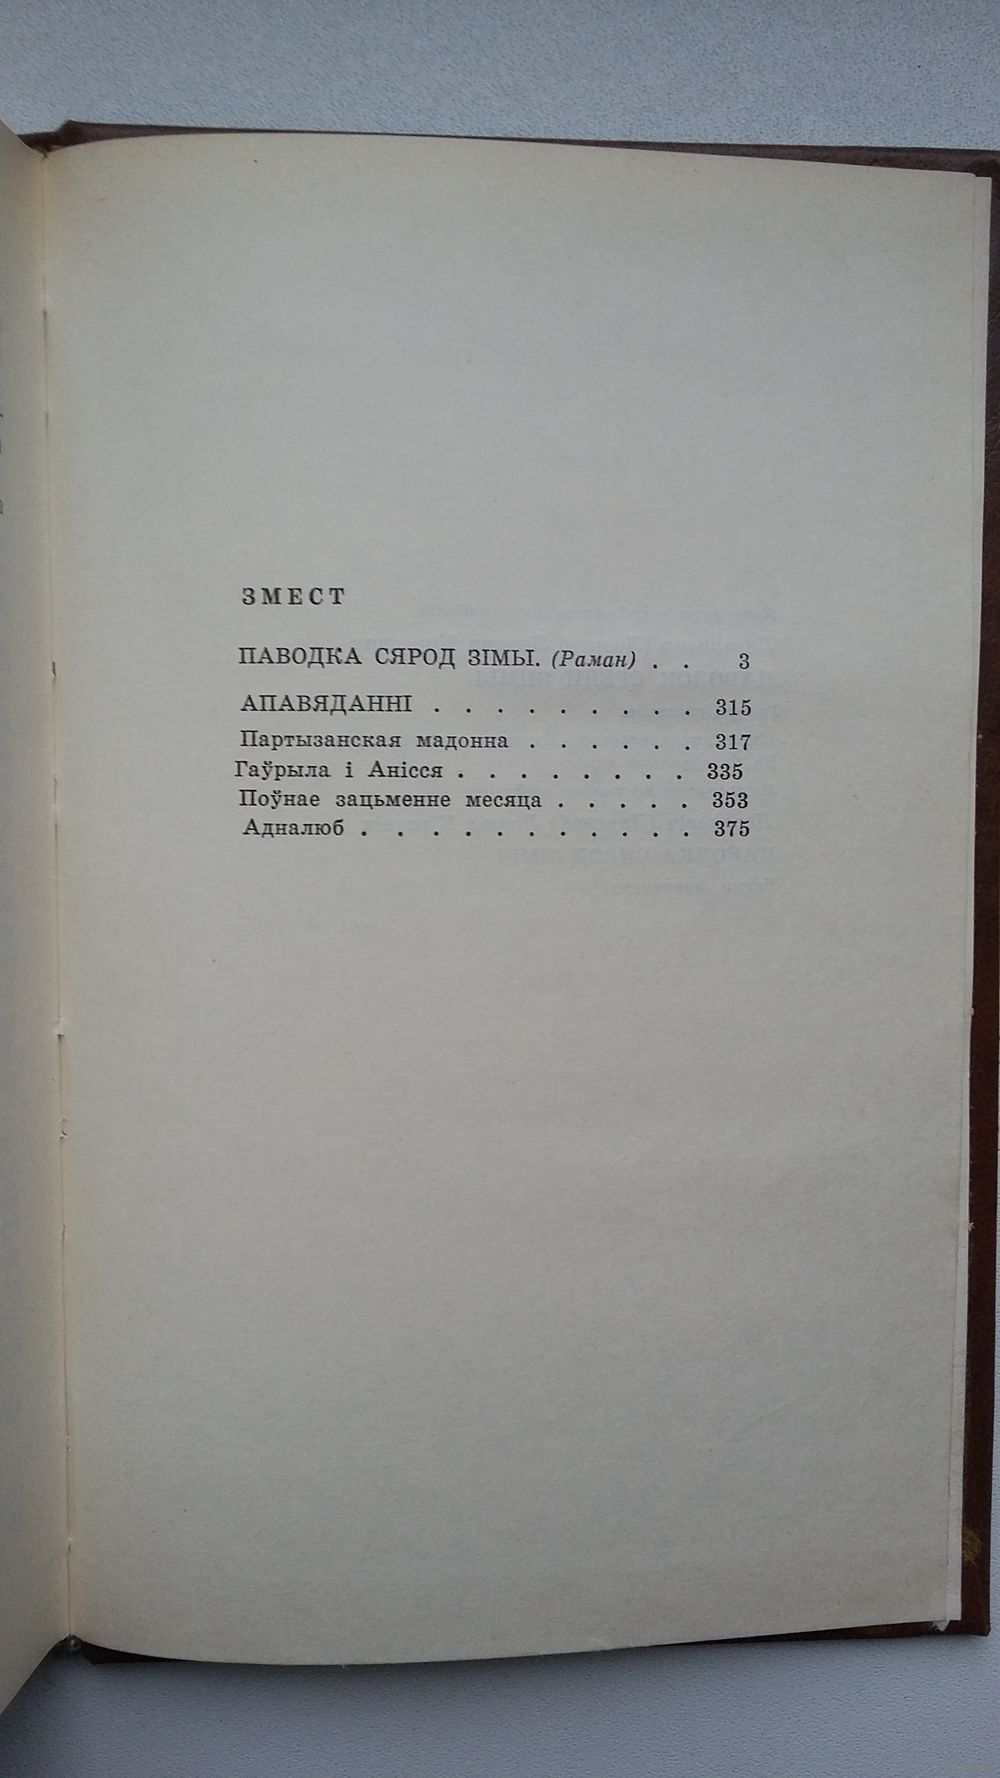 ЗМЕСТ
ПАВОДКА СЯРОД ЗІМЫ. (Раман) . . 3
АПАВЯДАННІ . . . . . . . . . 315
Партызанская мадонна . . . . . . 317
Гаўрыла і Анісся . . . . . . . . 335
Поўнае зацьменне месяца . . . . . 353
Адналюб . . . . . . . . . . . 375